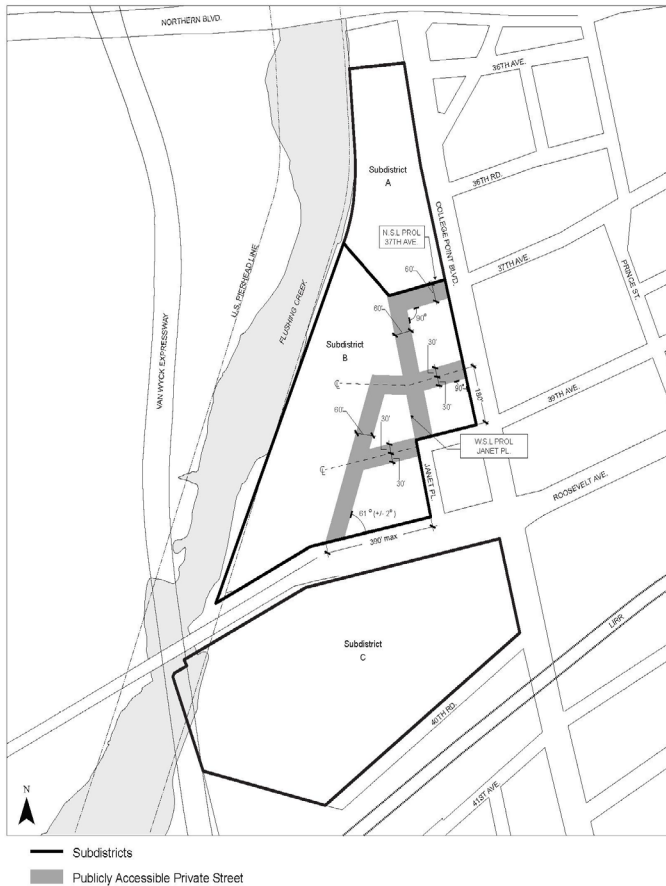 NORTHERN BLVD.
36TH AVE.
Subdistrict
A
36TH RD.
COLLEGE POINT BLVD.
N.S.L PROL
37TH AVE.
37TH AVE.
PRINCE ST.
U.S. PIERHEAD LINE
FLUSHING CREEK
VAN WYCK EXPRESSWAY
60'
60'
90°
Subdistrict
B
30'
30'
90°
180'
39TH AVE.
60'
30'
30'
W.S.L PROL
JANET PL.
JANET PL.
ROOSEVELT AVE.
61° (+/- 2°)
390' max
LIRR
Subdistrict
C
40TH RD.
41ST AVE.
N
Subdistricts
Publicly Accessible Private Street